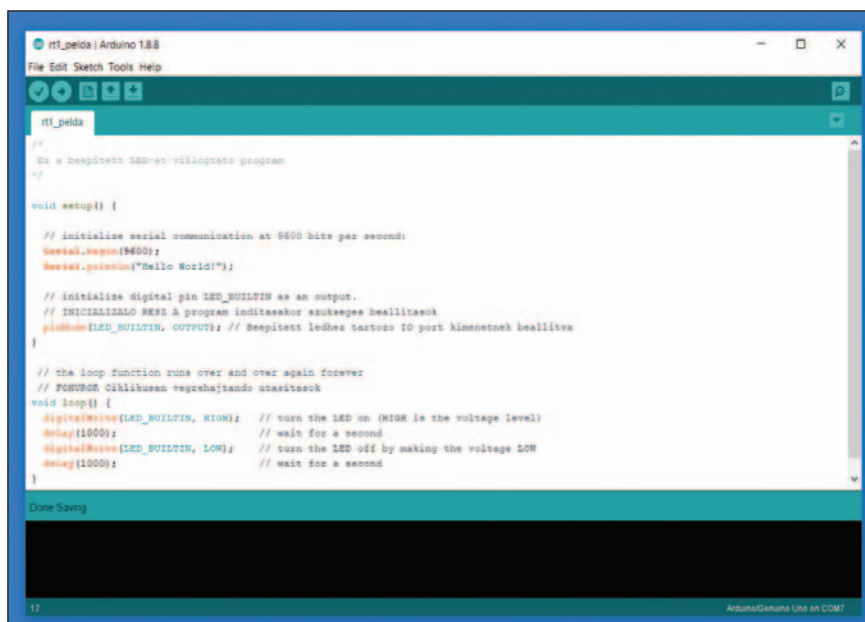 rt1_pelda | Arduino 1.8.8
File Edit Sketch Tools Help
rt1_pelda
/*
Ez a beepitett LED-et villogtato program
*/
void setup() {
// initialize serial communication at 9600 bits per second:
Serial.begin(9600);
Serial.println("Hello World!");
// initialize digital pin LED_BUILTIN as an output.
// INICIALIZALO RESZ A program inditasakor szukseges beallitasok
pinMode(LED_BUILTIN, OUTPUT); // Beepitett ledhez tartozo IO port kimenetnek beallitva
}
// the loop function runs over and over again forever
// FOHUROK Ciklikusan vegrehajtando utasitasok
void loop() {
digitalWrite(LED_BUILTIN, HIGH); // turn the LED on (HIGH is the voltage level)
delay(1000); // wait for a second
digitalWrite(LED_BUILTIN, LOW); // turn the LED off by making the voltage LOW
delay(1000); // wait for a second
}
Done Saving.
17 Arduino/Genuino Uno on COM7